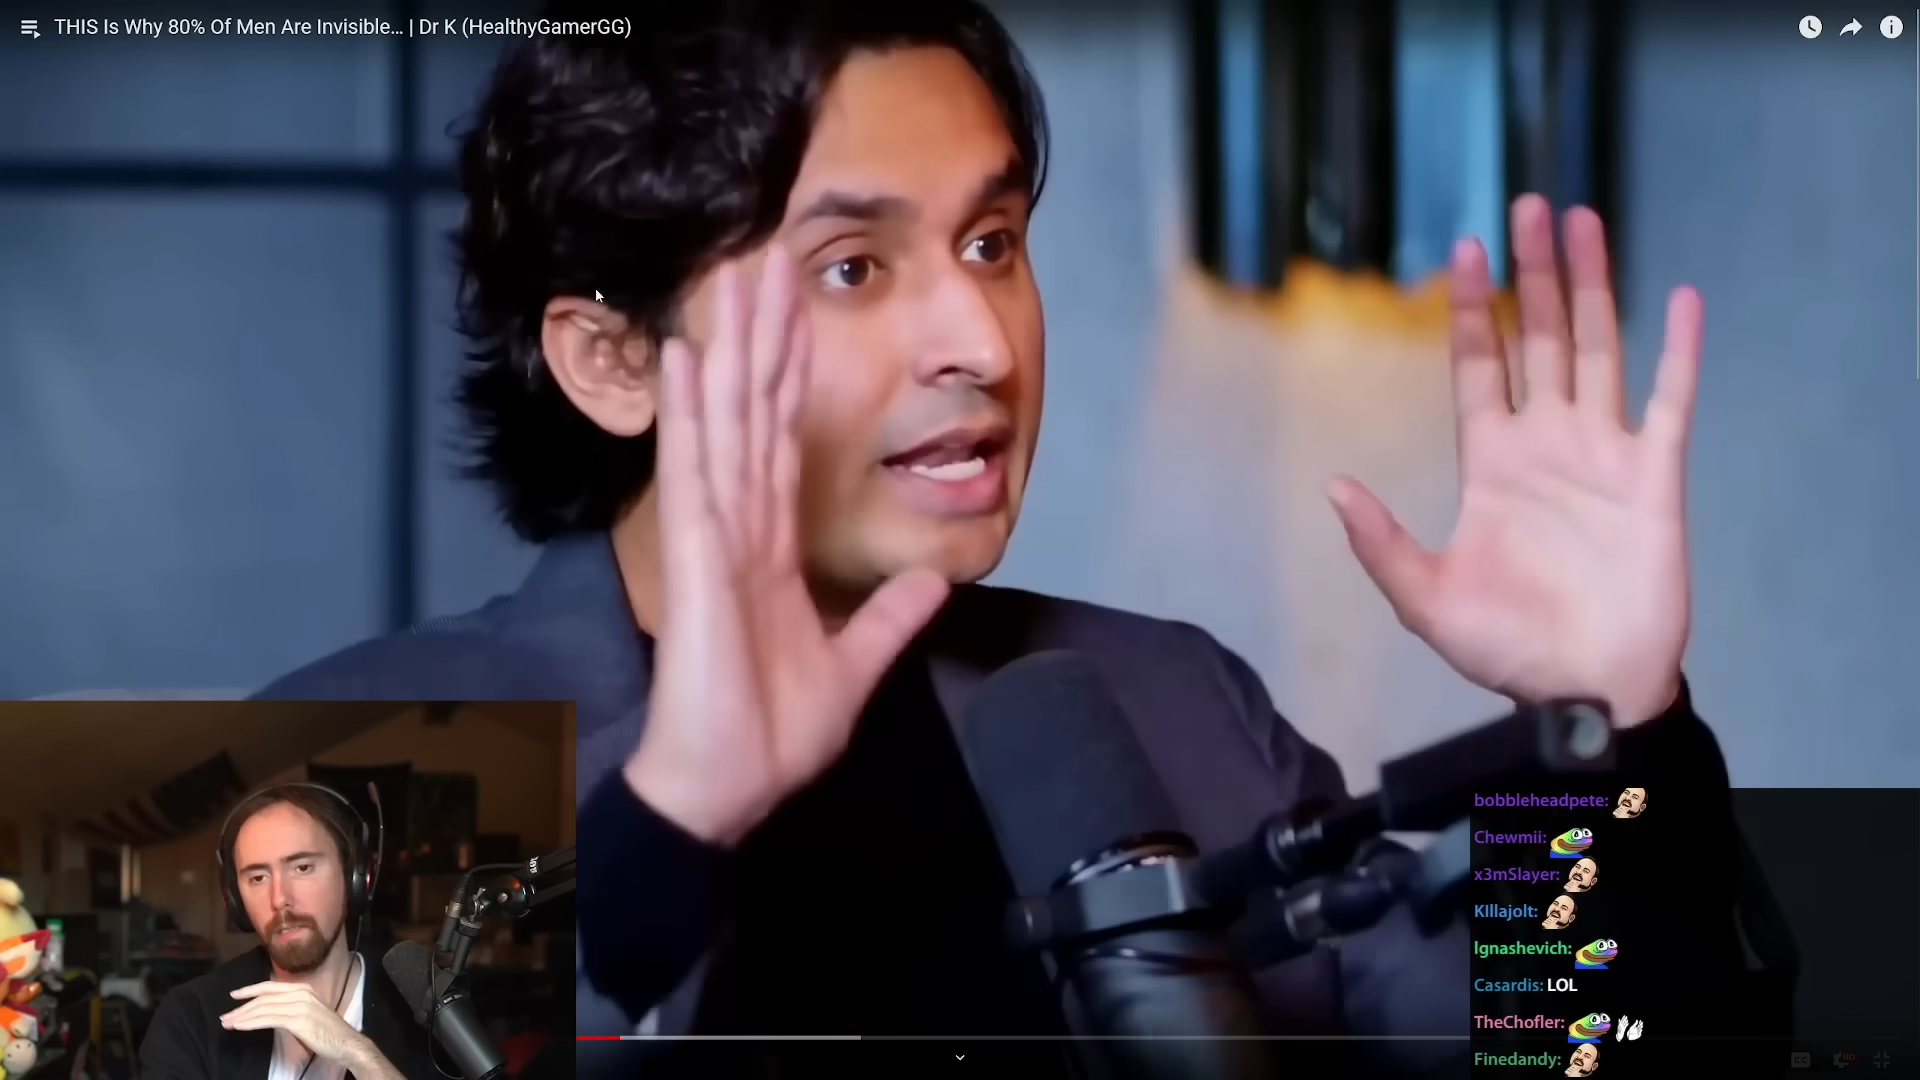 THIS Is Why 80% Of Men Are Invisible... | Dr K (HealthyGamerGG)
bobbleheadpete:
Chewmii:
x3mSlayer:
KIllajolt:
Ignashevich:
Casardis: LOL
TheChofler:
Finedandy: